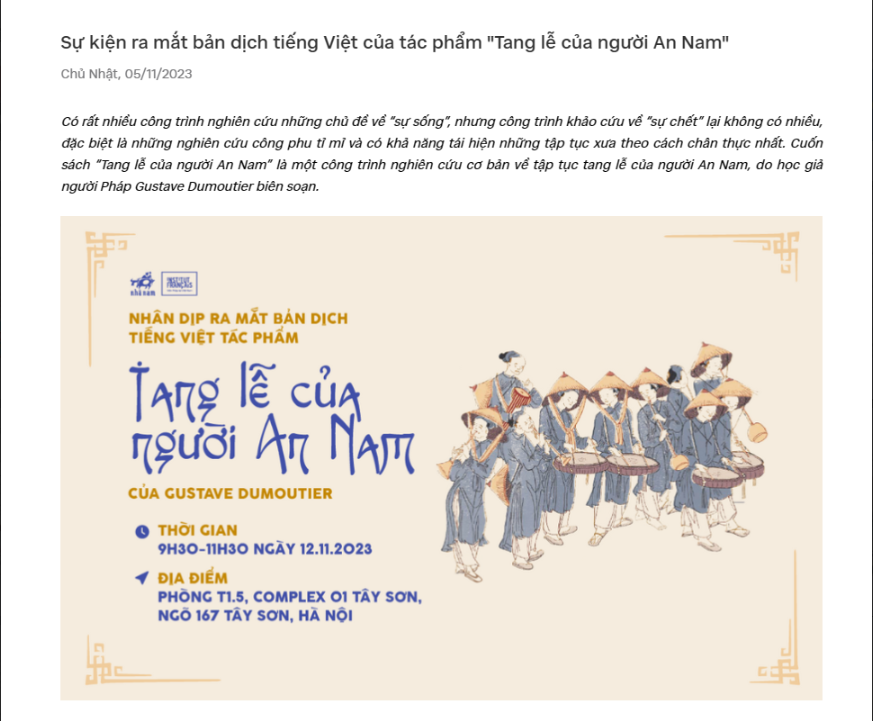 Sự kiện ra mắt bản dịch tiếng Việt của tác phẩm "Tang lễ của người An Nam"
Chủ Nhật, 05/11/2023
Có rất nhiều công trình nghiên cứu những chủ đề về “sự sống”, nhưng công trình khảo cứu về “sự chết” lại không có nhiều,
đặc biệt là những nghiên cứu công phu tỉ mỉ và có khả năng tái hiện những tập tục xưa theo cách chân thực nhất. Cuốn
sách “Tang lễ của người An Nam” là một công trình nghiên cứu cơ bản về tập tục tang lễ của người An Nam, do học giả
người Pháp Gustave Dumoutier biên soạn.
nhã nam
INSTITUT
FRANÇAIS
NHÂN DỊP RA MẮT BẢN DỊCH
TIẾNG VIỆT TÁC PHẨM
Tang lễ của
người An Nam
CỦA GUSTAVE DUMOUTIER
THỜI GIAN
9H30-11H30 NGÀY 12.11.2023
ĐỊA ĐIỂM
PHÒNG T1.5, COMPLEX 01 TÂY SƠN,
NGÕ 167 TÂY SƠN, HÀ NỘI